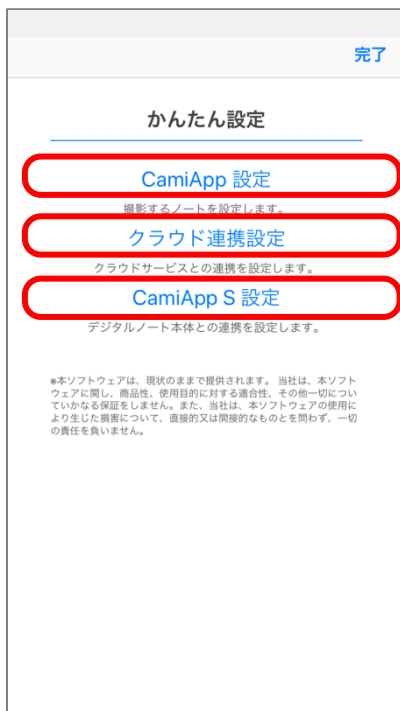 完了
かんたん設定
CamiApp 設定
撮影するノートを設定します。
クラウド連携設定
クラウドサービスとの連携を設定します。
CamiApp S 設定
デジタルノート本体との連携を設定します。
※本ソフトウェアは、現状のままで提供されます。 当社は、本ソフト
ウェアに関し、商品性、使用目的に対する適合性、その他一切につい
ていかなる保証をしません。また、当社は、本ソフトウェアの使用に
より生じた損害について、直接的又は間接的なものとを問わず、一切
の責任を負いません。